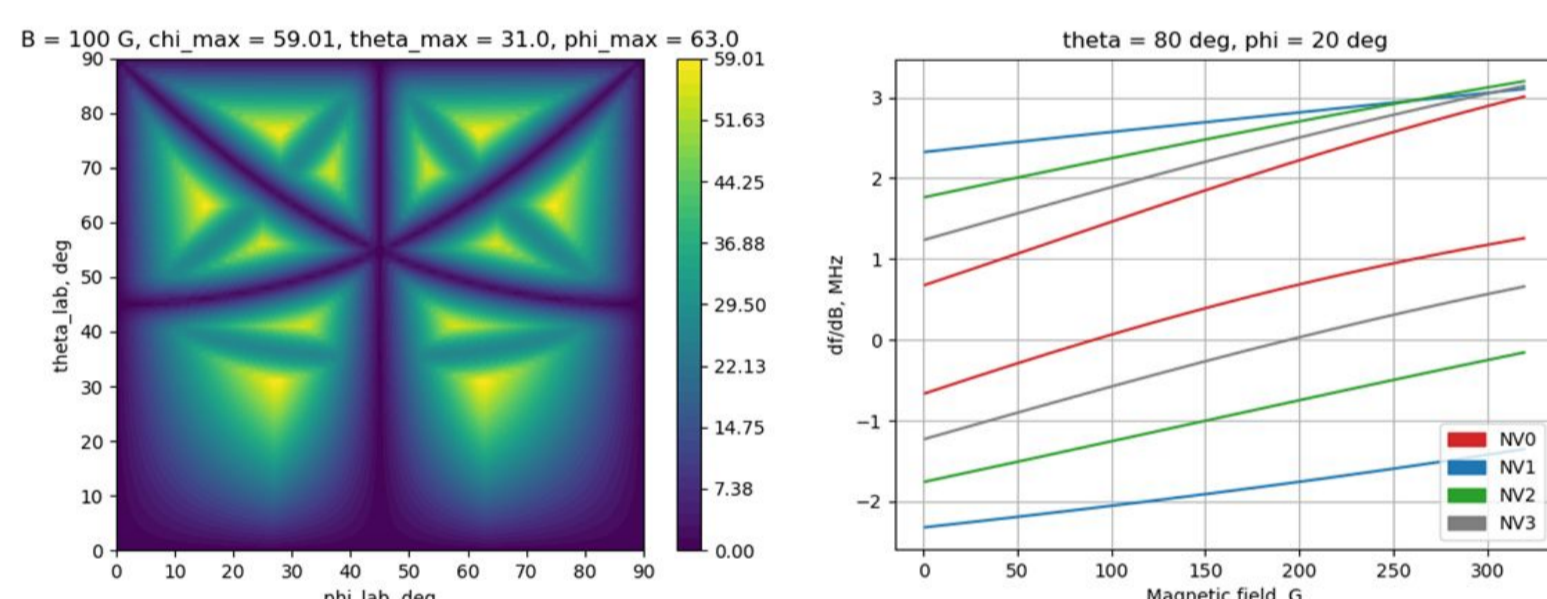 B = 100 G, chi_max = 59.01, theta_max = 31.0, phi_max = 63.0
theta_lab, deg
90
80
70
60
50
40
30
20
10
0
0 10 20 30 40 50 60 70 80 90
phi_lab, deg
59.01
51.63
44.25
36.88
29.50
22.13
14.75
7.38
0.00
theta = 80 deg, phi = 20 deg
df/dB, MHz
3
2
1
0
−1
−2
0 50 100 150 200 250 300
Magnetic field, G
NV0
NV1
NV2
NV3